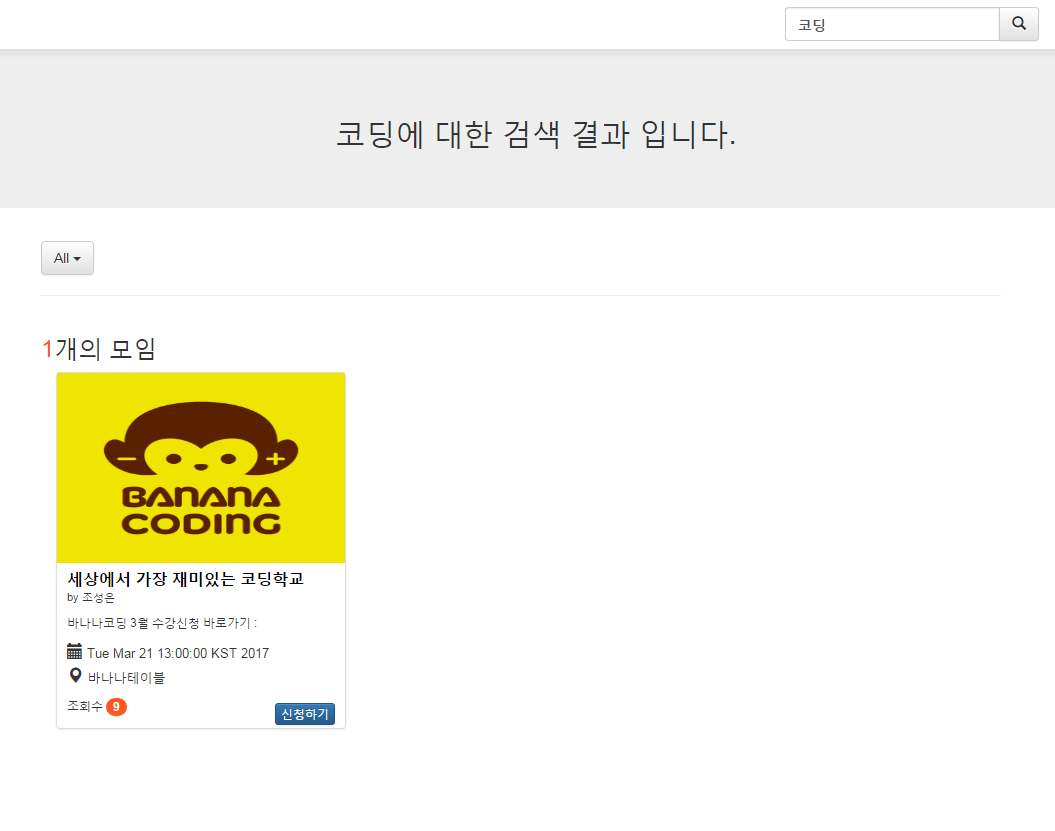 코딩
코딩에 대한 검색 결과 입니다.
All
1개의 모임
BANANA
CODING
세상에서 가장 재미있는 코딩학교
by 조성은
바나나코딩 3월 수강신청 바로가기 :
Tue Mar 21 13:00:00 KST 2017
바나나테이블
조회수 9
신청하기